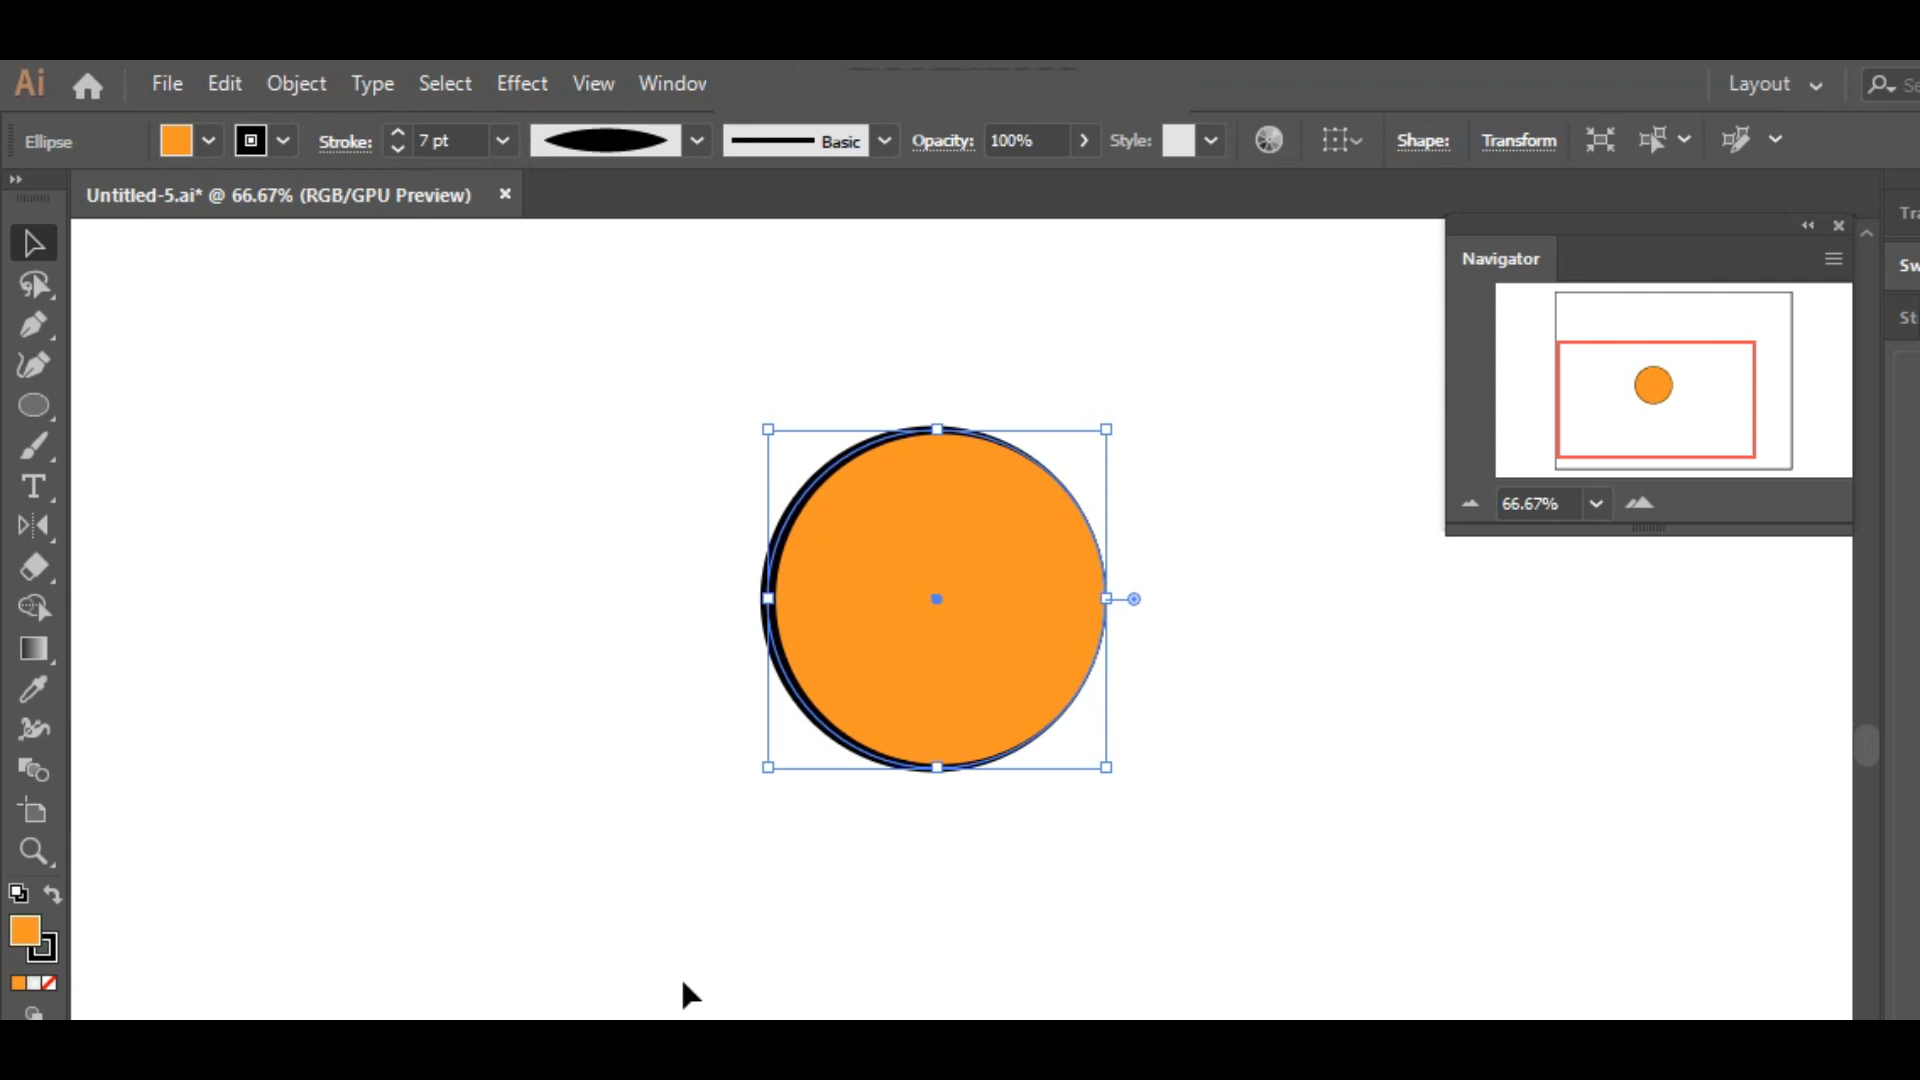 Ai File Edit Object Type Select Effect View Window Layout
Ellipse Stroke: 7 pt Basic Opacity: 100% Style: Shape: Transform
Untitled-5.ai* @ 66.67% (RGB/GPU Preview)
Navigator
66.67%